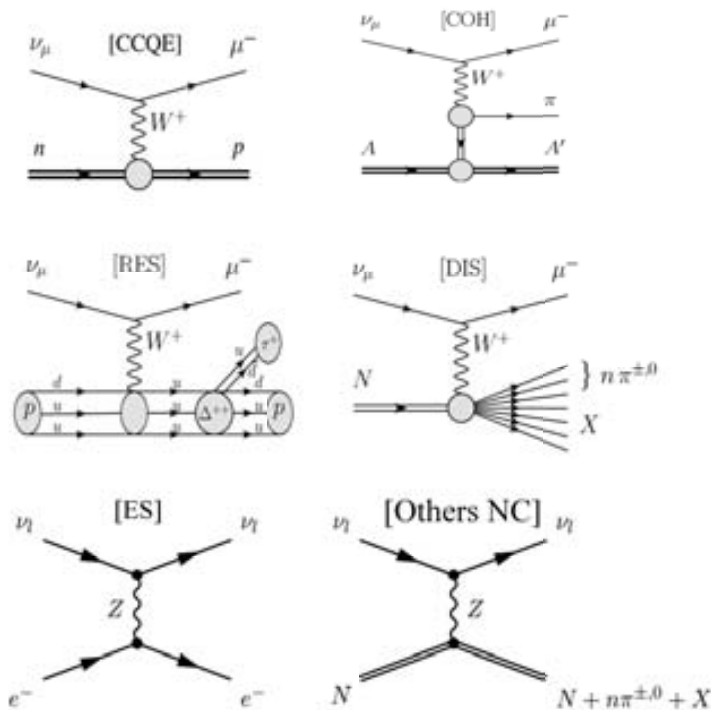 [CCQE]
ν_μ μ⁻
W⁺
n p
[COH]
ν_μ μ⁻
W⁺
π
A A′
[RES]
ν_μ μ⁻
W⁺
π⁺
u
d
d u d
p u u Δ⁺⁺ u p
u u u
[DIS]
ν_μ μ⁻
W⁺
N } n π^{±,0}
X
[ES]
ν_l ν_l
Z
e⁻ e⁻
[Others NC]
ν_l ν_l
Z
N N + nπ^{±,0} + X